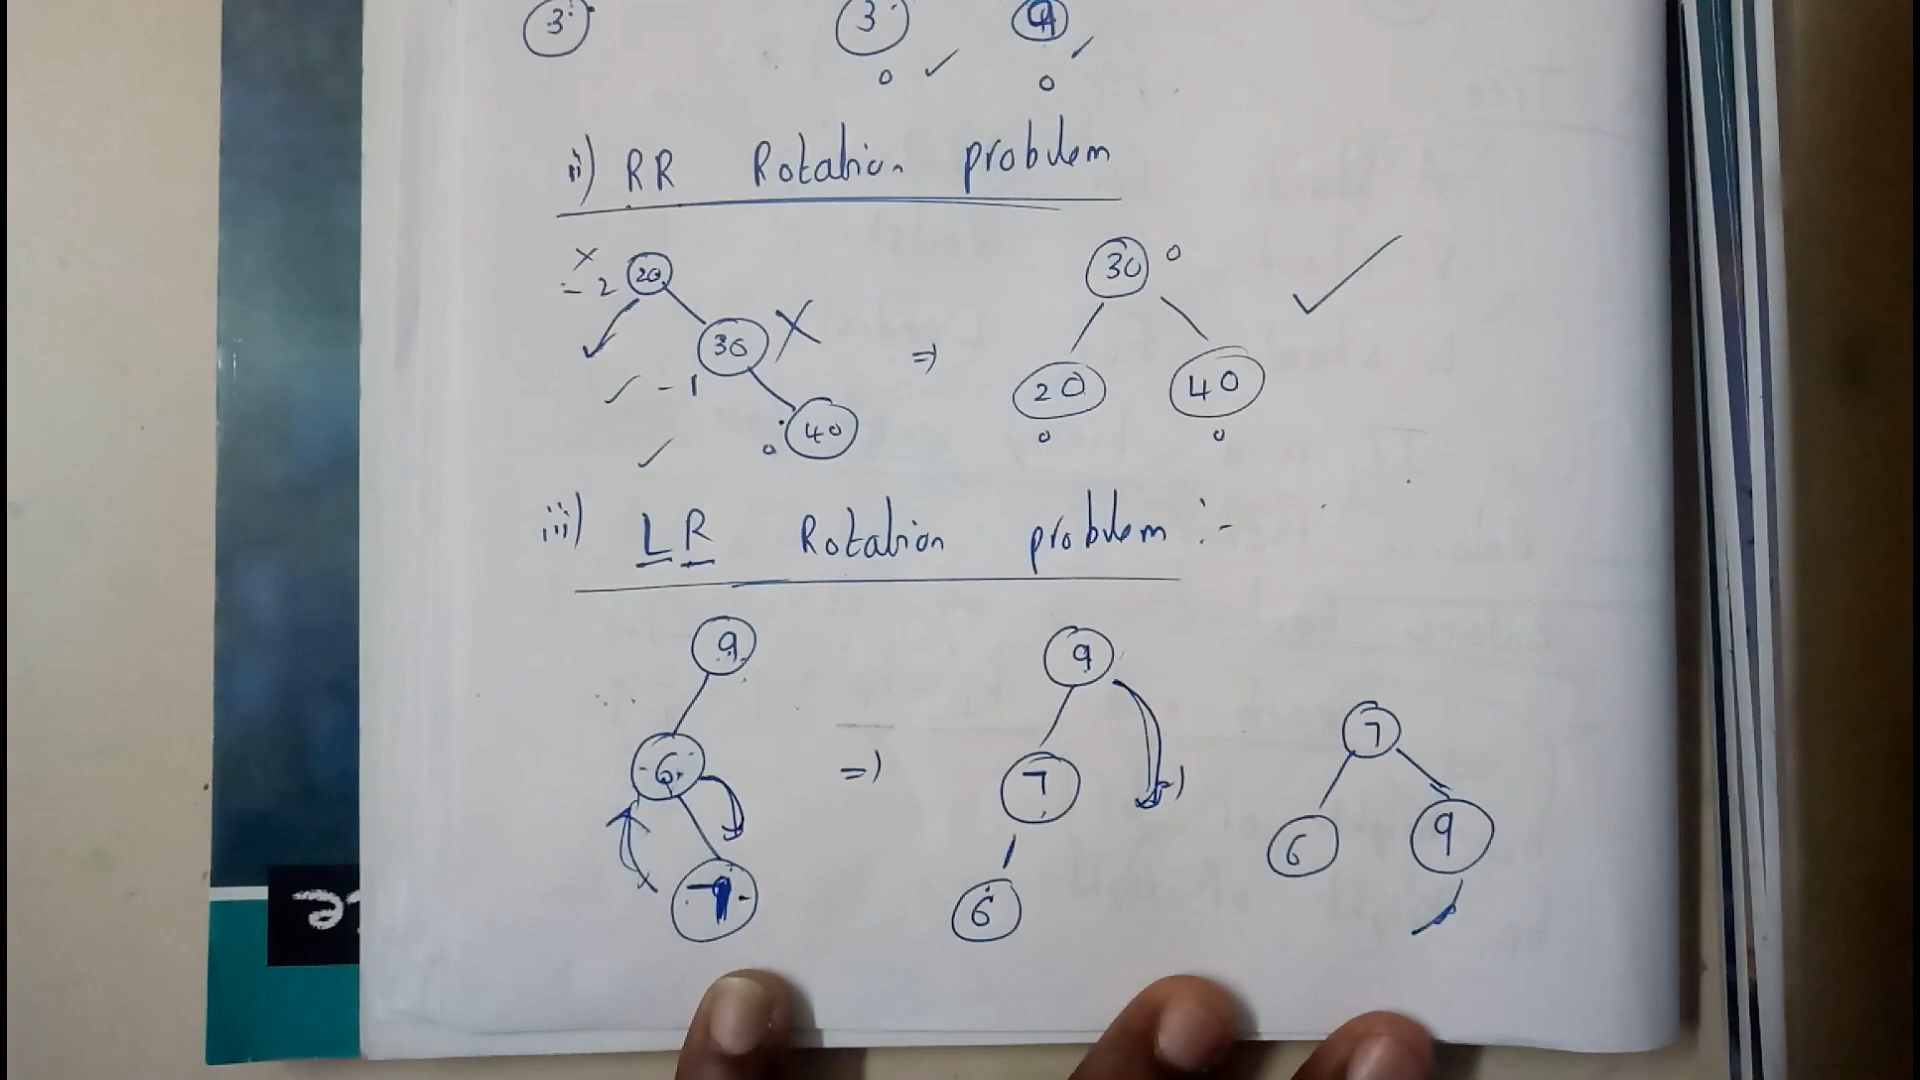 3 3
0 ✓ 0 ✓
ii) RR Rotation problem
x
-2 20 30 0
30 X => ✓
✓ -1 20 40
✓ 0 40 0 0
iii) LR Rotation problem :-
9 9
7
6 => 7 =>
6 9
7 6